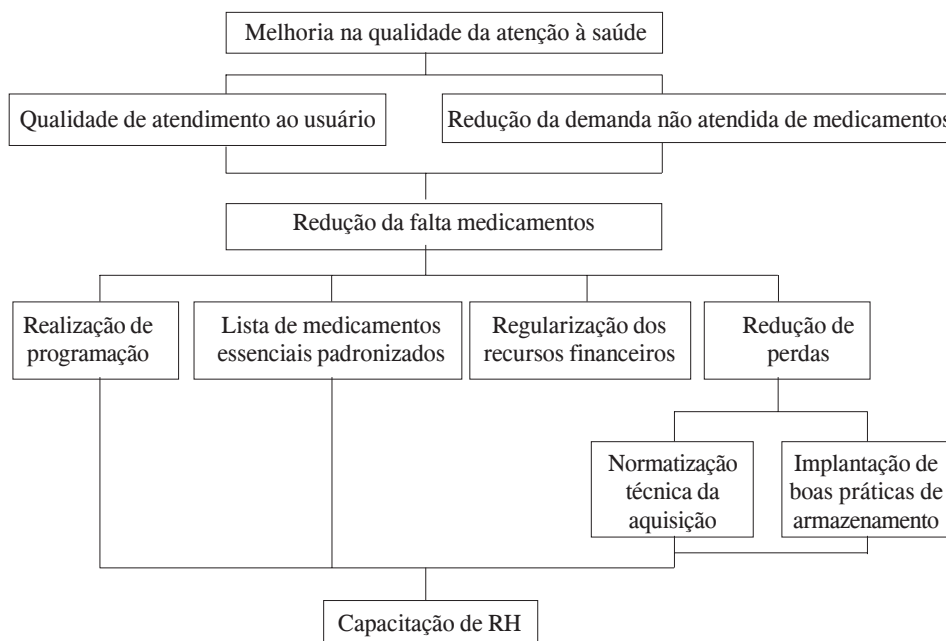 Melhoria na qualidade da atenção à saúde
Qualidade de atendimento ao usuário
Redução da demanda não atendida de medicamentos
Redução da falta medicamentos
Realização de
programação
Lista de medicamentos
essenciais padronizados
Regularização dos
recursos financeiros
Redução de
perdas
Normatização
técnica da
aquisição
Implantação de
boas práticas de
armazenamento
Capacitação de RH